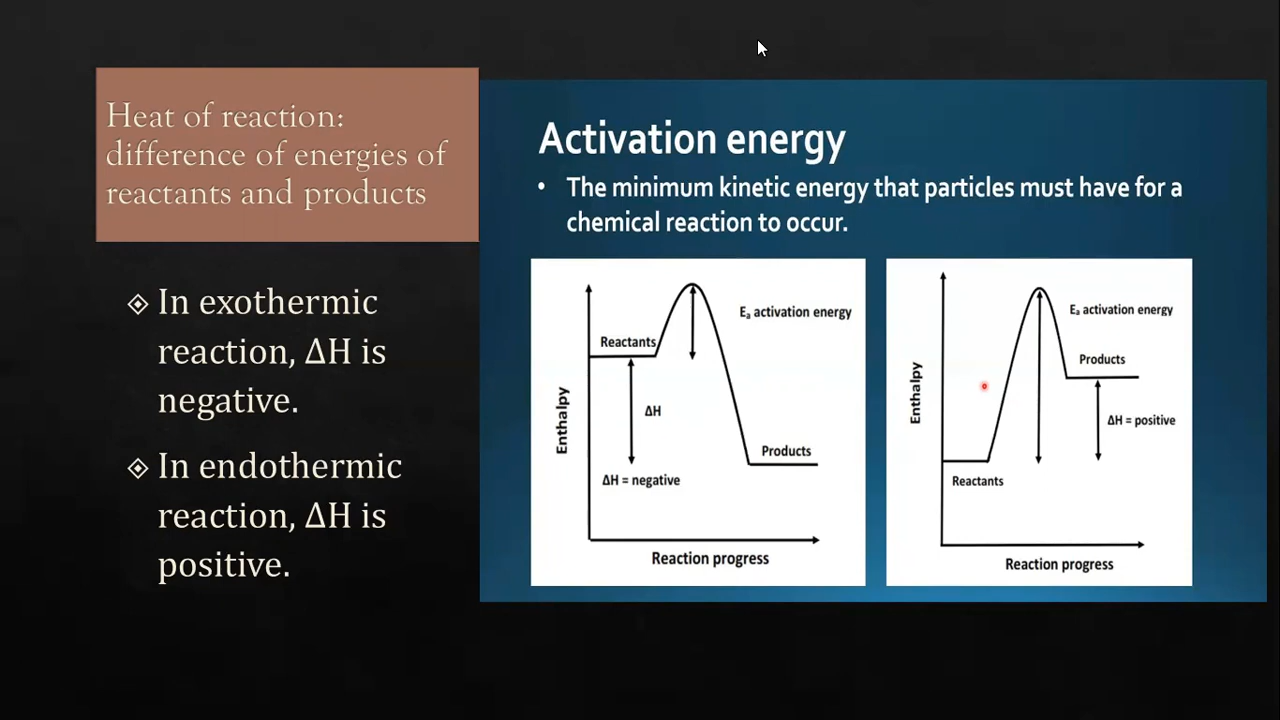 Heat of reaction:
difference of energies of
reactants and products
In exothermic
reaction, ΔH is
negative.
In endothermic
reaction, ΔH is
positive.
Activation energy
• The minimum kinetic energy that particles must have for a
chemical reaction to occur.
Eₐ activation energy
Reactants
Enthalpy
ΔH
Products
ΔH = negative
Reaction progress
Eₐ activation energy
Products
Enthalpy
ΔH = positive
Reactants
Reaction progress